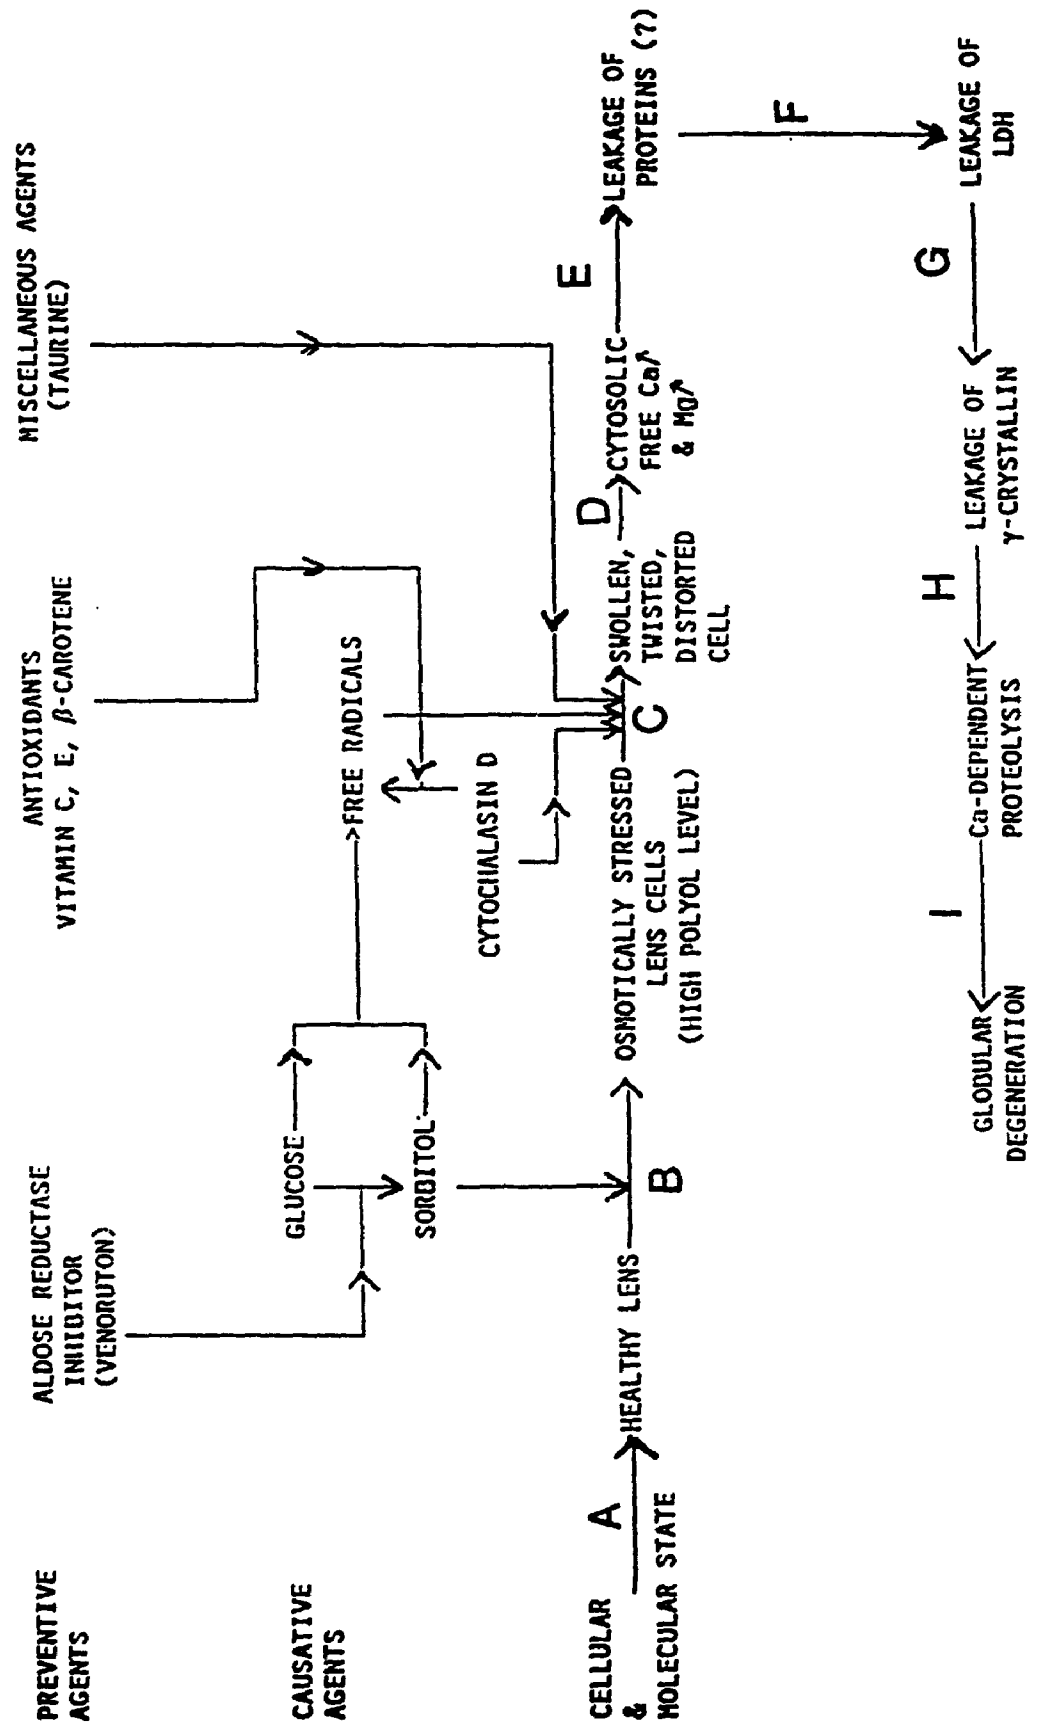 PREVENTIVE
AGENTS
ALDOSE REDUCTASE
INHIBITOR
(VENORUTON)
ANTIOXIDANTS
VITAMIN C, E, β-CAROTENE
MISCELLANEOUS AGENTS
(TAURINE)
CAUSATIVE
AGENTS
GLUCOSE
SORBITOL
FREE RADICALS
CYTOCHALASIN D
CELLULAR
&
MOLECULAR STATE
A
HEALTHY LENS
B
OSMOTICALLY STRESSED
LENS CELLS
(HIGH POLYOL LEVEL)
C
SWOLLEN,
TWISTED,
DISTORTED
CELL
D
CYTOSOLIC
FREE Ca↗
& Mg↗
E
LEAKAGE OF
PROTEINS (?)
F
LEAKAGE OF
LDH
G
LEAKAGE OF
γ-CRYSTALLIN
H
Ca-DEPENDENT
PROTEOLYSIS
I
GLOBULAR
DEGENERATION